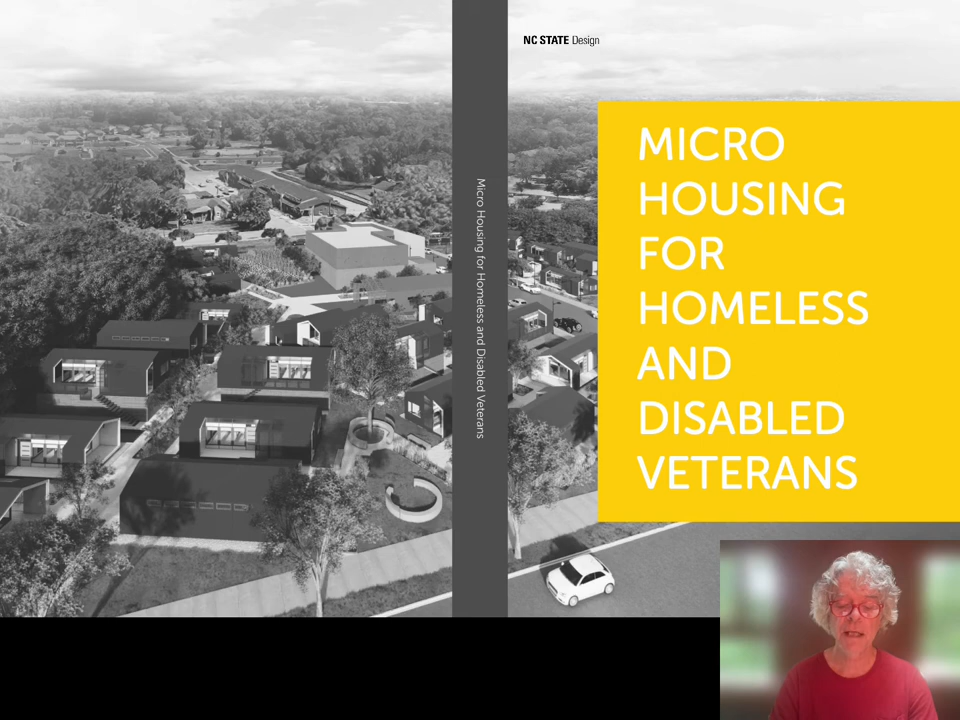 NC STATE Design
MICRO
HOUSING
FOR
HOMELESS
AND
DISABLED
VETERANS
Micro Housing for Homeless and Disabled Veterans